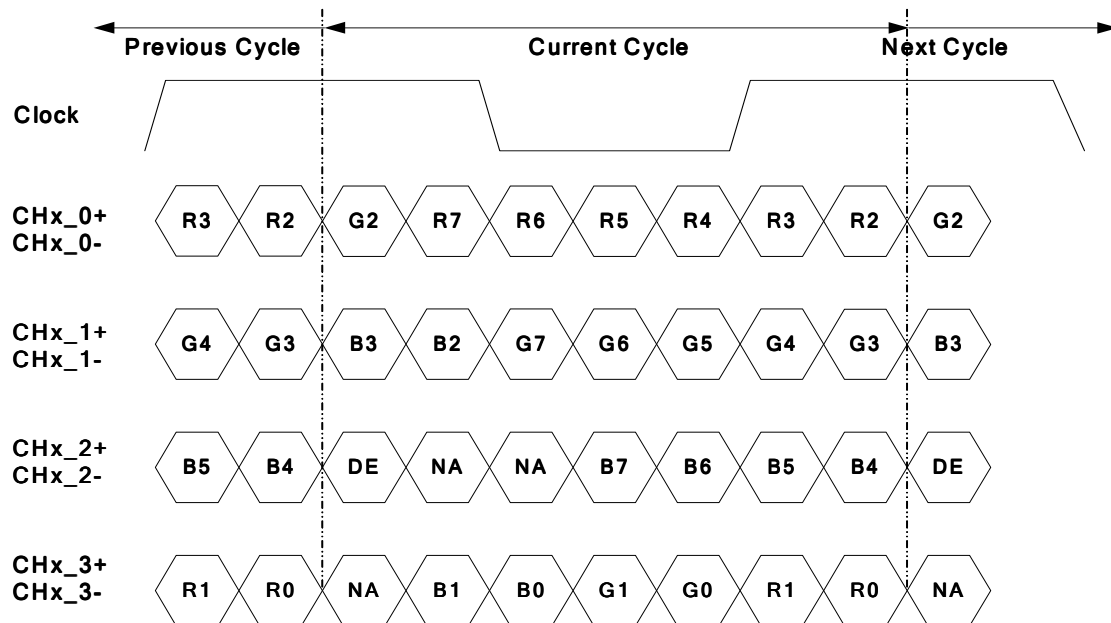 Previous Cycle Current Cycle Next Cycle
Clock
CHx_0+
CHx_0-
R3 R2 G2 R7 R6 R5 R4 R3 R2 G2
CHx_1+
CHx_1-
G4 G3 B3 B2 G7 G6 G5 G4 G3 B3
CHx_2+
CHx_2-
B5 B4 DE NA NA B7 B6 B5 B4 DE
CHx_3+
CHx_3-
R1 R0 NA B1 B0 G1 G0 R1 R0 NA